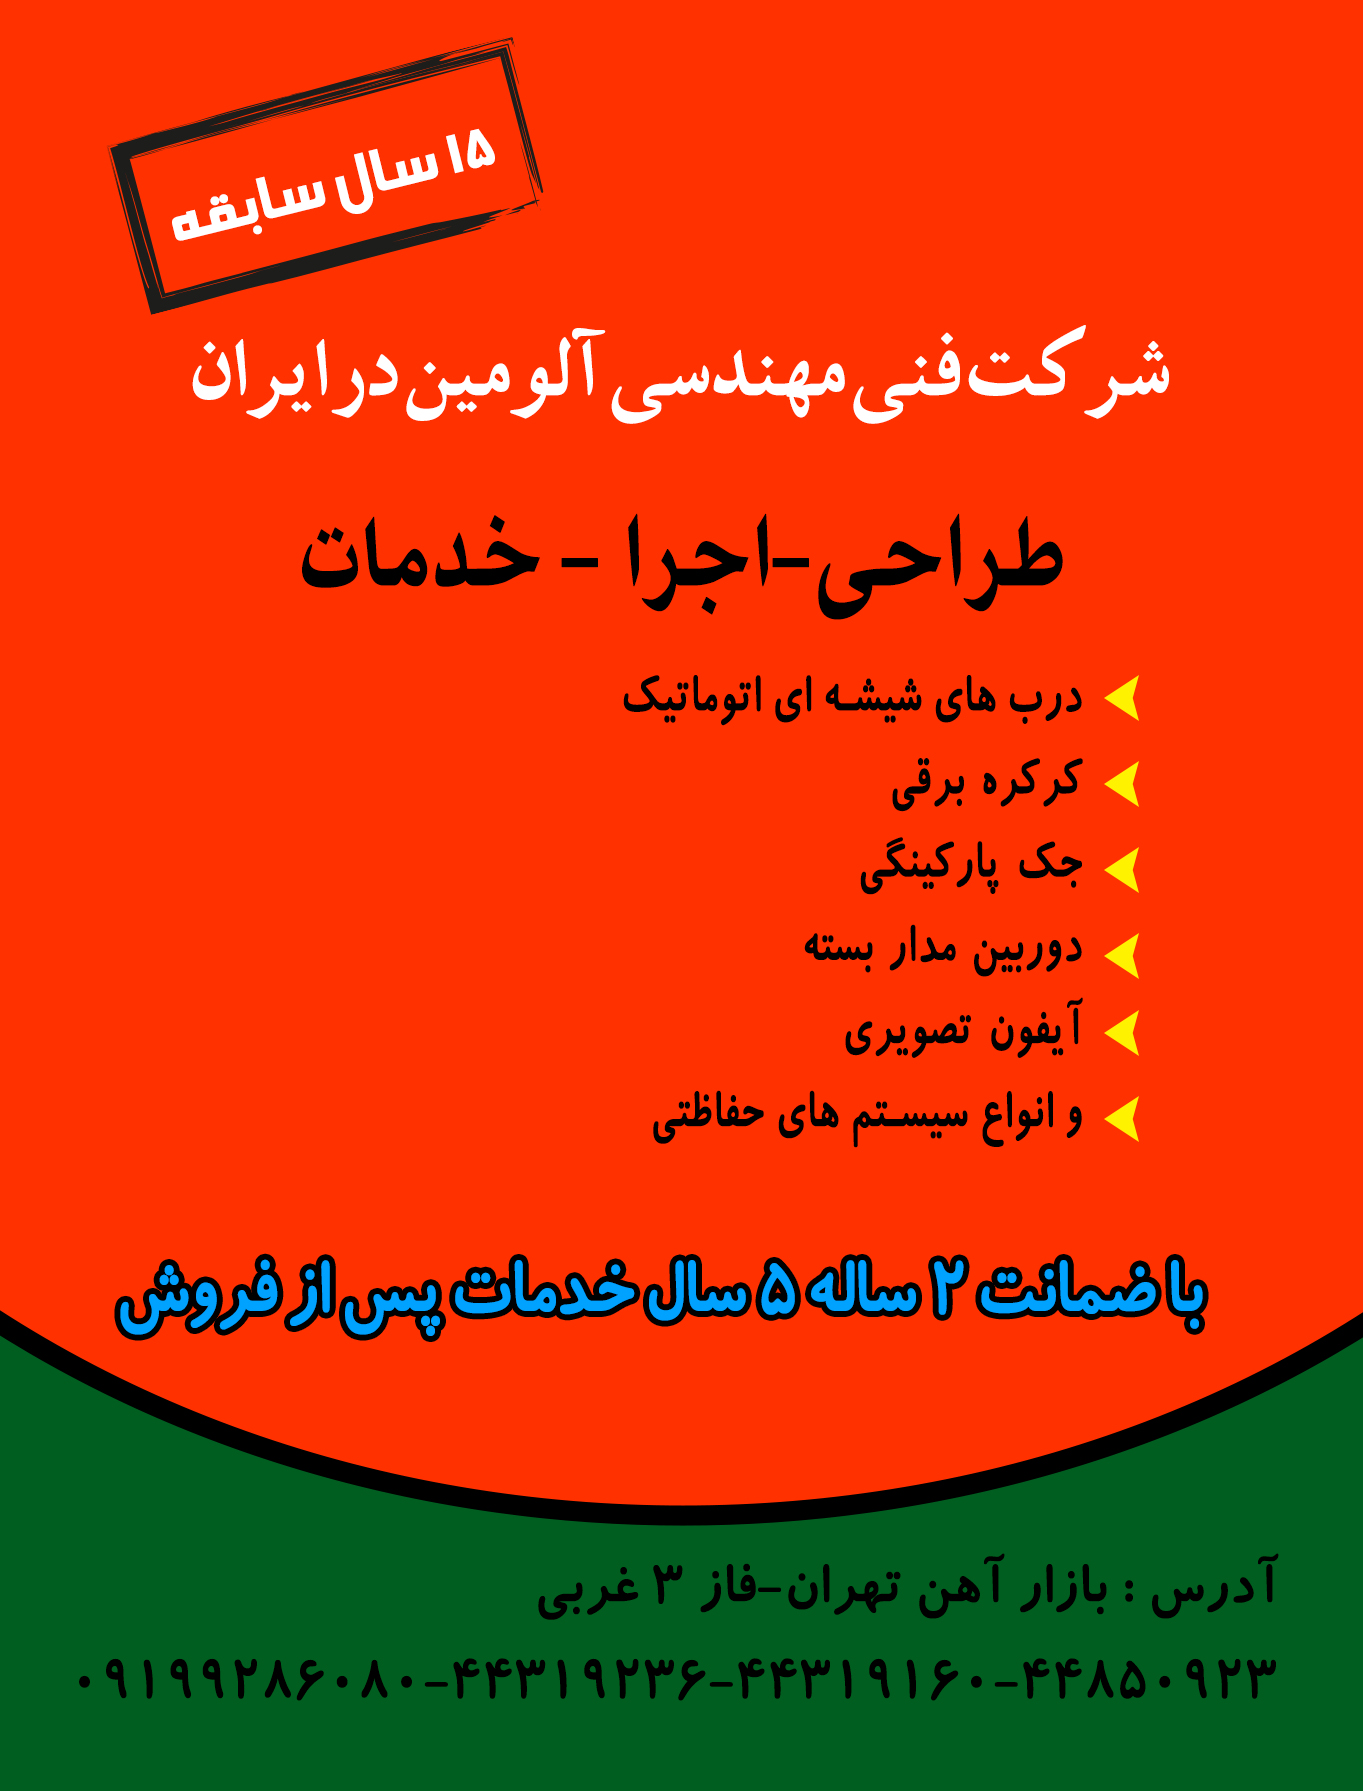 ۱۵ سال سابقه
شرکت فنی مهندسی آلومین در ایران
طراحی-اجرا - خدمات
درب های شیشه ای اتوماتیک
کرکره برقی
جک پارکینگی
دوربین مدار بسته
آیفون تصویری
و انواع سیستم های حفاظتی
با ضمانت ۲ ساله ۵ سال خدمات پس از فروش
آدرس : بازار آهن تهران-فاز ۳ غربی
۰۹۱۹۹۲۸۶۰۸۰-۴۴۳۱۹۲۳۶-۴۴۳۱۹۱۶۰-۴۴۸۵۰۹۲۳